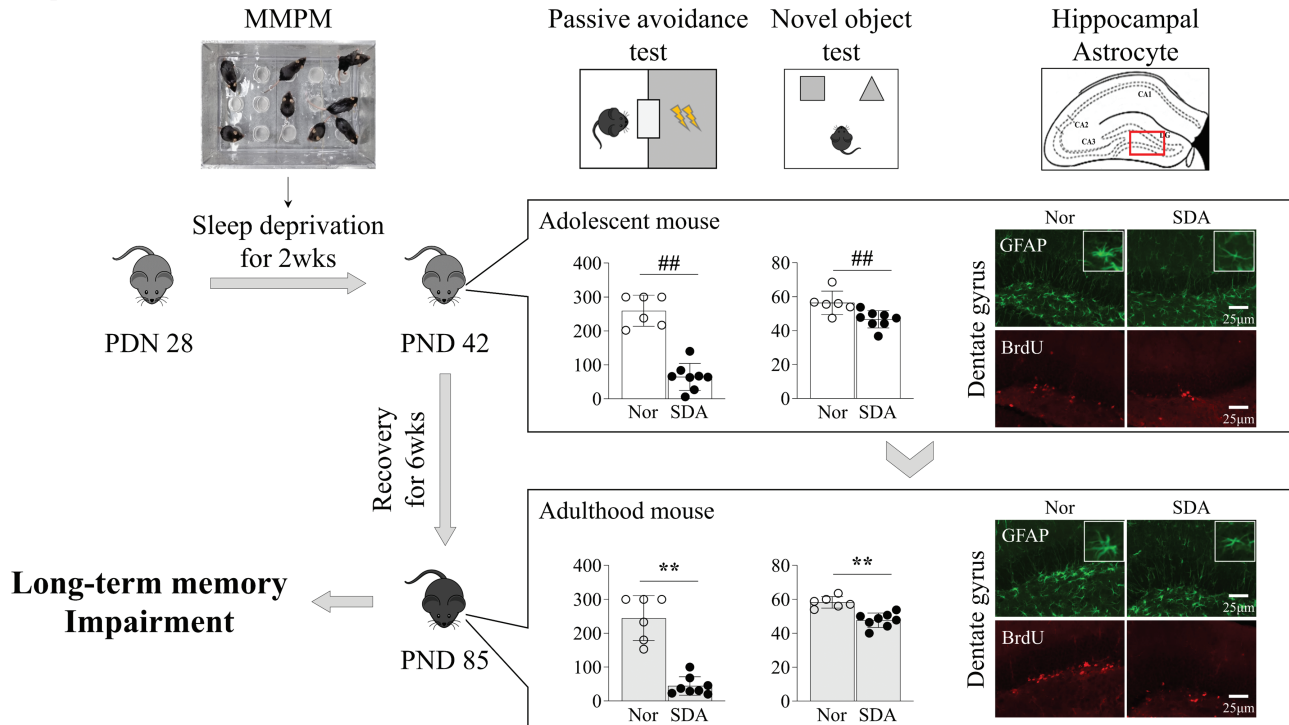 MMPM
Passive avoidance
test
Novel object
test
Hippocampal
Astrocyte
CA1
CA2
CA3
DG
Sleep deprivation
for 2wks
PDN 28
PND 42
Adolescent mouse
##
400
300
200
100
0
Nor SDA
##
80
60
40
20
0
Nor SDA
Nor SDA
Dentate gyrus
GFAP
25μm
25μm
BrdU
25μm
25μm
Recovery
for 6wks
Adulthood mouse
**
400
300
200
100
0
Nor SDA
**
80
60
40
20
0
Nor SDA
Nor SDA
Dentate gyrus
GFAP
25μm
25μm
BrdU
25μm
25μm
Long-term memory
Impairment
PND 85